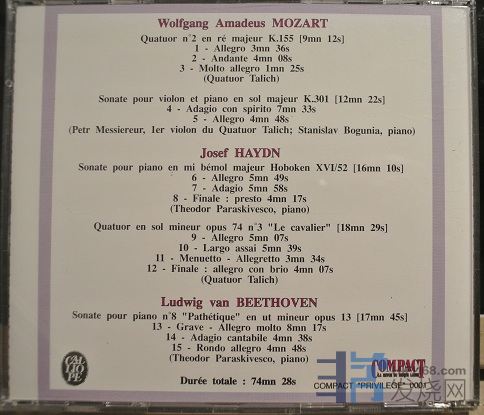 Wolfgang Amadeus MOZART
Quatuor n°2 en ré majeur K.155 [9mn 12s]
1 - Allegro 3mn 36s
2 - Andante 4mn 08s
3 - Molto allegro 1mn 25s
(Quatuor Talich)
Sonate pour violon et piano en sol majeur K.301 [12mn 22s]
4 - Adagio con spirito 7mn 33s
5 - Allegro 4mn 48s
(Petr Messiereur, 1er violon du Quatuor Talich; Stanislav Bogunia, piano)
Josef HAYDN
Sonate pour piano en mi bémol majeur Hoboken XVI/52 [16mn 10s]
6 - Allegro 5mn 49s
7 - Adagio 5mn 58s
8 - Finale : presto 4mn 17s
(Theodor Paraskivesco, piano)
Quatuor en sol mineur opus 74 n°3 "Le cavalier" [18mn 29s]
9 - Allegro 5mn 07s
10 - Largo assai 5mn 39s
11 - Menuetto - Allegretto 3mn 34s
12 - Finale : allegro con brio 4mn 07s
(Quatuor Talich)
Ludwig van BEETHOVEN
Sonate pour piano n°8 "Pathétique" en ut mineur opus 13 [17mn 45s]
13 - Grave - Allegro molto 8mn 17s
14 - Adagio cantabile 4mn 38s
15 - Rondo allegro 4mn 48s
(Theodor Paraskivesco, piano)
Durée totale : 74mn 28s
CALLIOPE
COMPACT
COMPACT "PRIVILEGE" 0001
发烧网